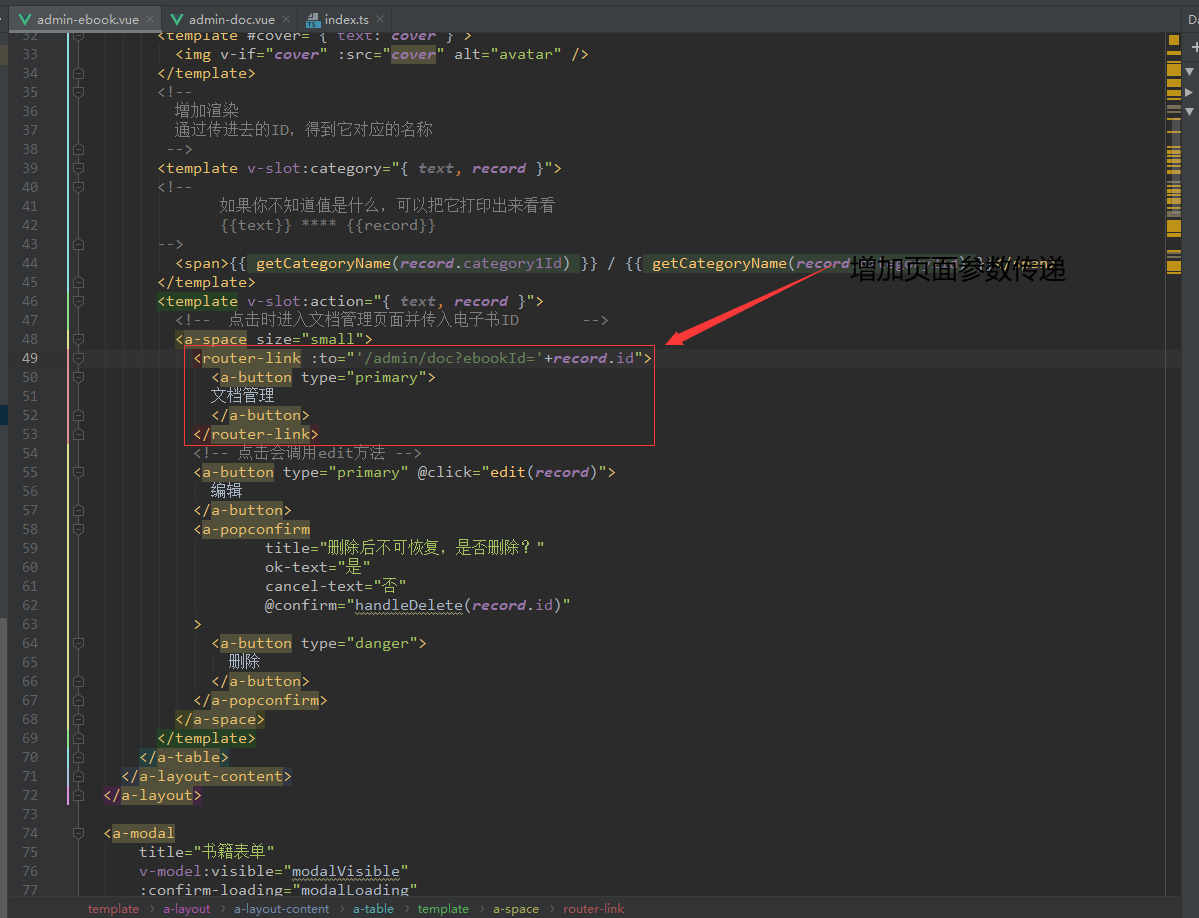 admin-ebook.vue × admin-doc.vue × index.ts ×
32 <template #cover="{ text: cover }">
33 <img v-if="cover" :src="cover" alt="avatar" />
34 </template>
35 <!--
36 增加渲染
37 通过传进去的ID，得到它对应的名称
38 -->
39 <template v-slot:category="{ text, record }">
40 <!--
41 如果你不知道值是什么，可以把它打印出来看看
42 {{text}} **** {{record}}
43 -->
44 <span>{{ getCategoryName(record.category1Id) }} / {{ getCategoryName(record
增加页面参数传递
45 </template>
46 <template v-slot:action="{ text, record }">
47 <!-- 点击时进入文档管理页面并传入电子书ID -->
48 <a-space size="small">
49 <router-link :to="'/admin/doc?ebookId='+record.id">
50 <a-button type="primary">
51 文档管理
52 </a-button>
53 </router-link>
54 <!-- 点击会调用edit方法 -->
55 <a-button type="primary" @click="edit(record)">
56 编辑
57 </a-button>
58 <a-popconfirm
59 title="删除后不可恢复，是否删除？"
60 ok-text="是"
61 cancel-text="否"
62 @confirm="handleDelete(record.id)"
63 >
64 <a-button type="danger">
65 删除
66 </a-button>
67 </a-popconfirm>
68 </a-space>
69 </template>
70 </a-table>
71 </a-layout-content>
72 </a-layout>
73
74 <a-modal
75 title="书籍表单"
76 v-model:visible="modalVisible"
77 :confirm-loading="modalLoading"
template › a-layout › a-layout-content › a-table › template › a-space › router-link